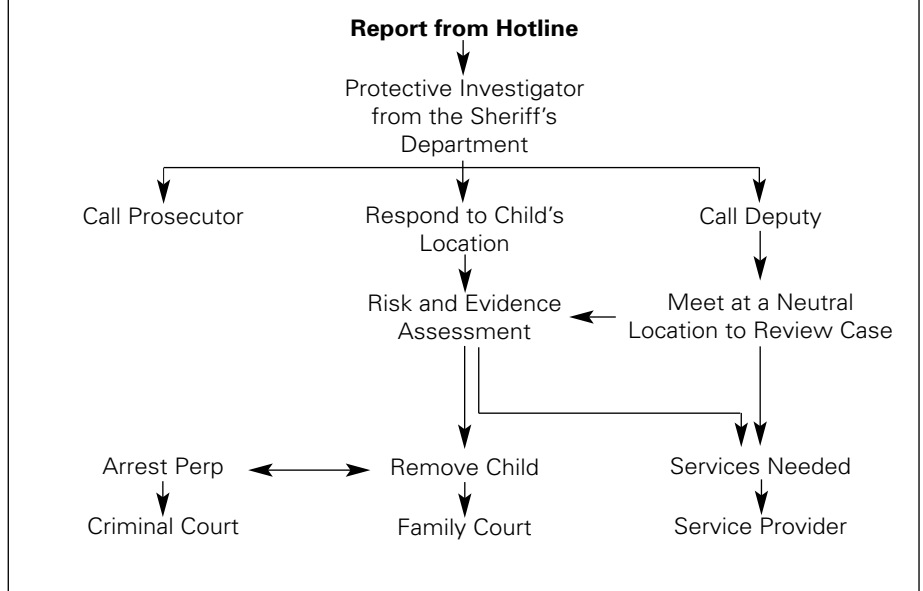 Report from Hotline
Protective Investigator
from the Sheriff's
Department
Call Prosecutor
Respond to Child's
Location
Call Deputy
Risk and Evidence
Assessment
Meet at a Neutral
Location to Review Case
Arrest Perp
Remove Child
Services Needed
Criminal Court
Family Court
Service Provider